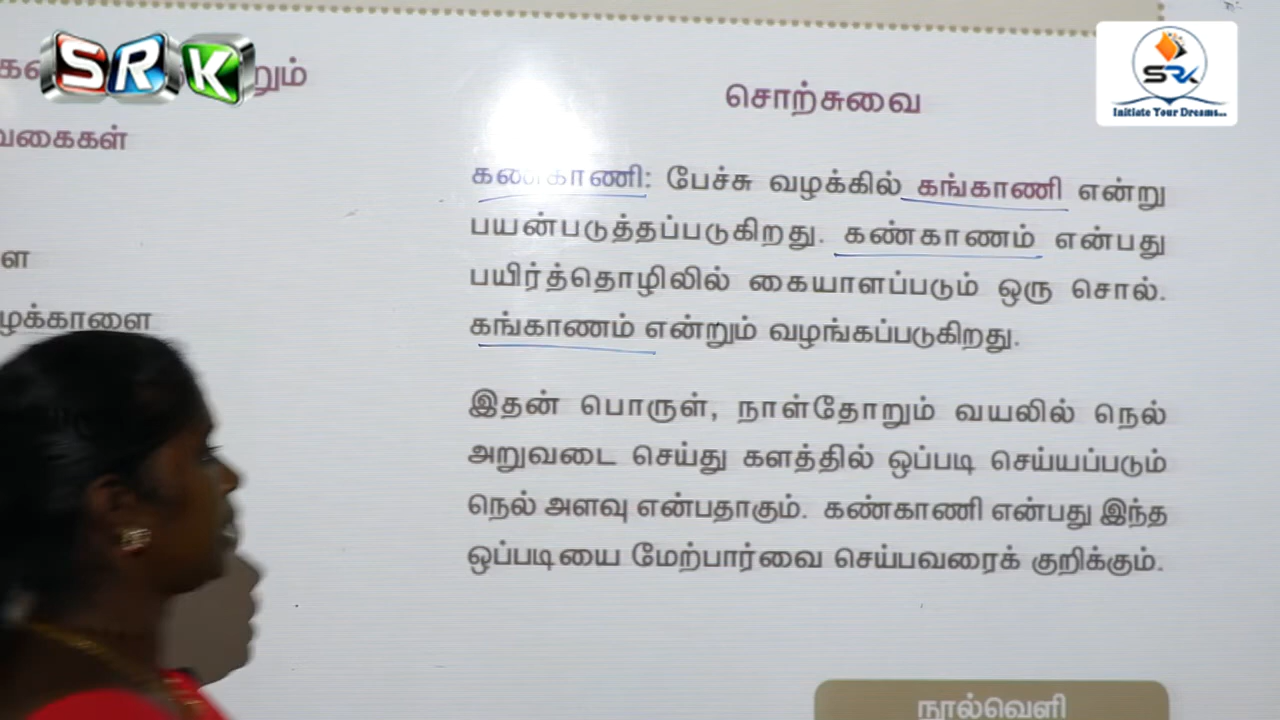 SRK
றும்
வகைகள்
ளை
ழக்காளை
SRK
Initiate Your Dreams...
சொற்சுவை
கண்காணி: பேச்சு வழக்கில் கங்காணி என்று
பயன்படுத்தப்படுகிறது. கண்காணம் என்பது
பயிர்த்தொழிலில் கையாளப்படும் ஒரு சொல்.
கங்காணம் என்றும் வழங்கப்படுகிறது.
இதன் பொருள், நாள்தோறும் வயலில் நெல்
அறுவடை செய்து களத்தில் ஒப்படி செய்யப்படும்
நெல் அளவு என்பதாகும். கண்காணி என்பது இந்த
ஒப்படியை மேற்பார்வை செய்பவரைக் குறிக்கும்.
நூல்வெளி